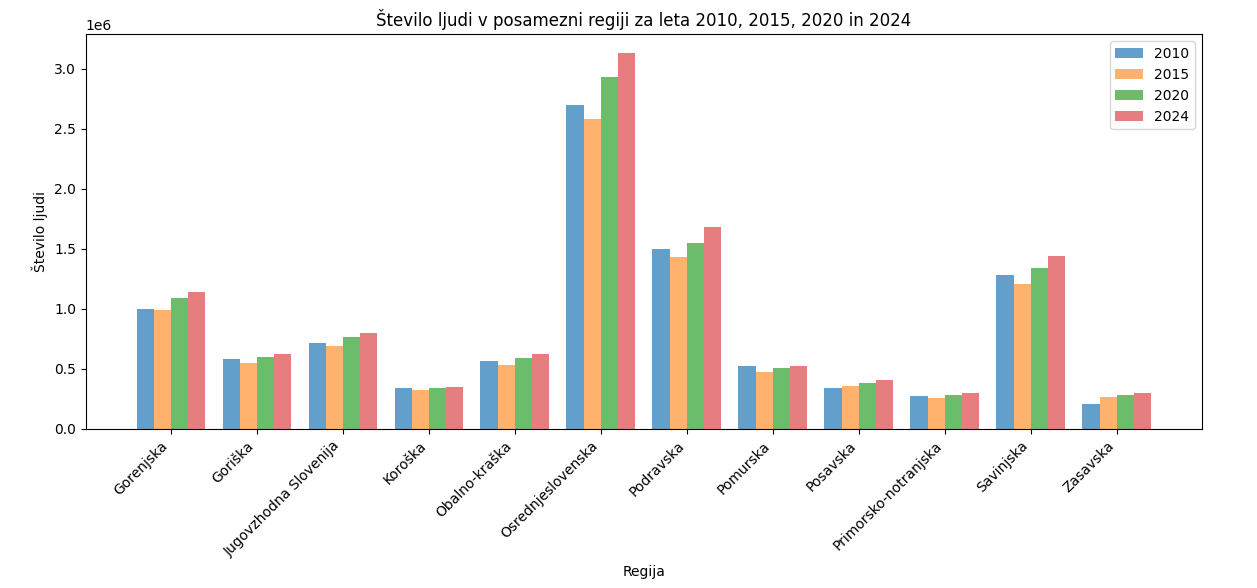 Število ljudi v posamezni regiji za leta 2010, 2015, 2020 in 2024
1e6
3.0
2.5
2.0
1.5
1.0
0.5
0.0
Število ljudi
2010
2015
2020
2024
Gorenjska
Goriška
Jugovzhodna Slovenija
Koroška
Obalno-kraška
Osrednjeslovenska
Podravska
Pomurska
Posavska
Primorsko-notranjska
Savinjska
Zasavska
Regija